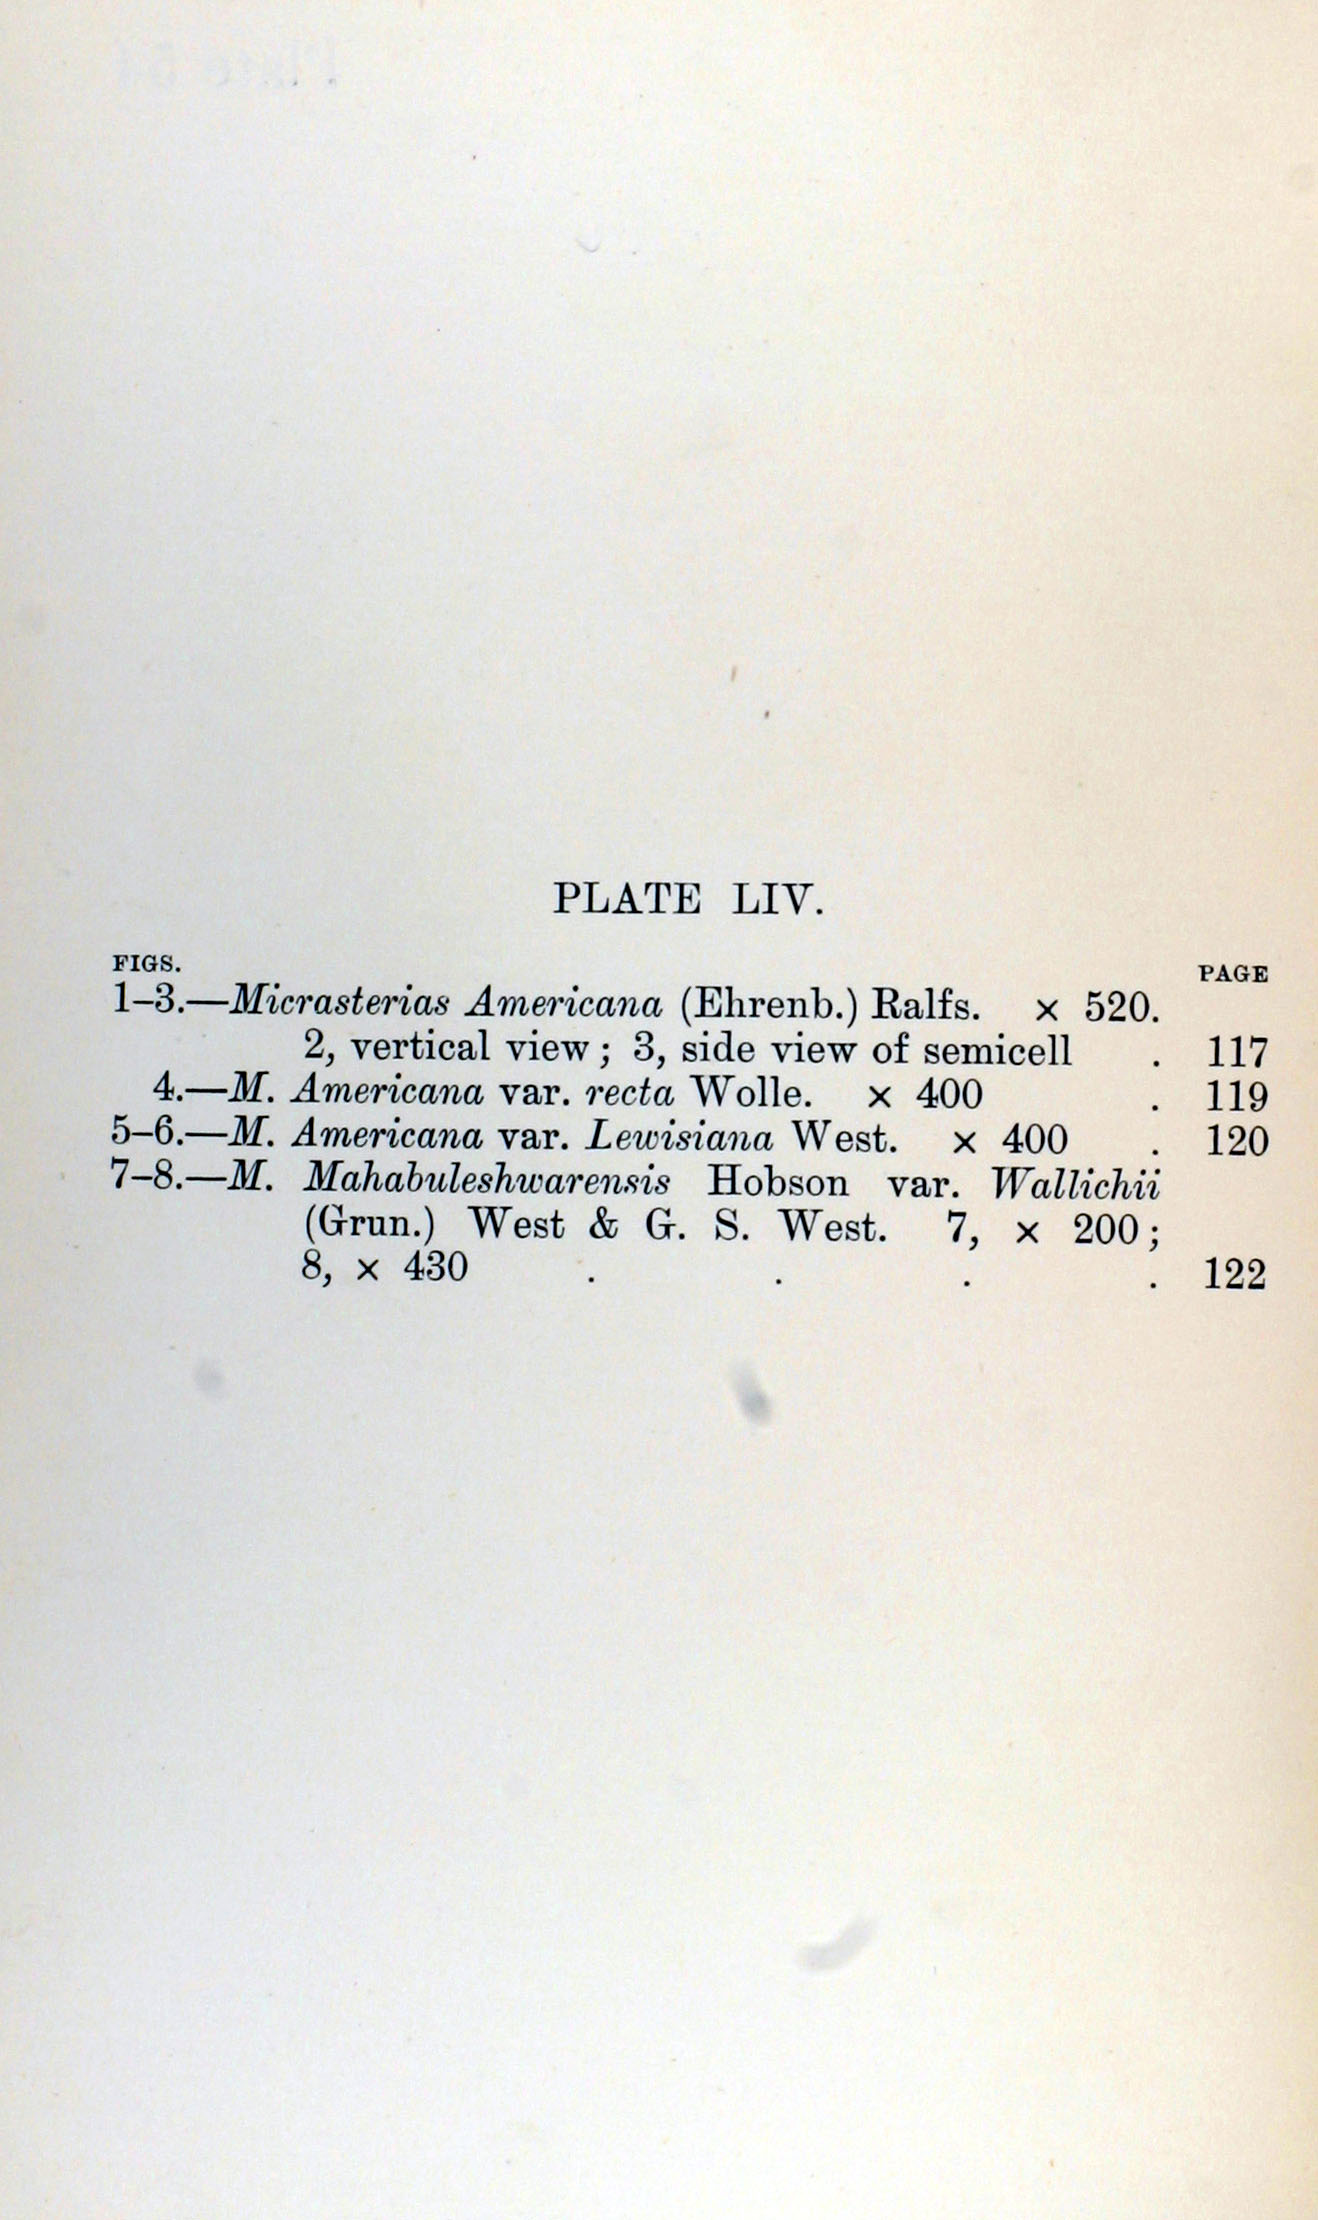 PLATE LIV.
FIGS. PAGE
1–3.—Micrasterias Americana (Ehrenb.) Ralfs. × 520.
2, vertical view; 3, side view of semicell . 117
4.—M. Americana var. recta Wolle. × 400 . 119
5–6.—M. Americana var. Lewisiana West. × 400 . 120
7–8.—M. Mahabuleshwarensis Hobson var. Wallichii
(Grun.) West & G. S. West. 7, × 200;
8, × 430 . . . . 122